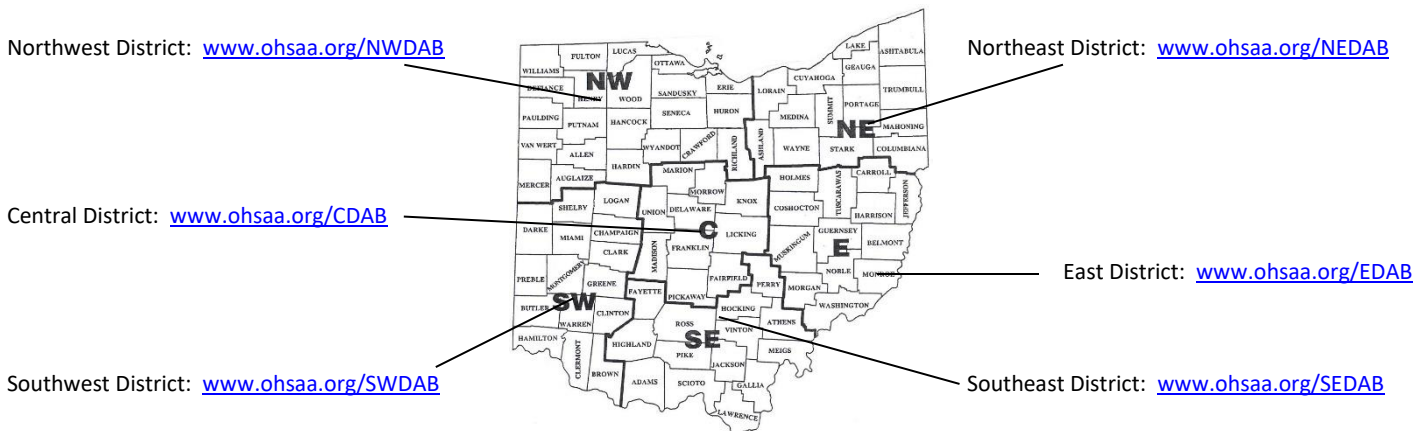 Northwest District: www.ohsaa.org/NWDAB
Northeast District: www.ohsaa.org/NEDAB
Central District: www.ohsaa.org/CDAB
East District: www.ohsaa.org/EDAB
Southwest District: www.ohsaa.org/SWDAB
Southeast District: www.ohsaa.org/SEDAB
WILLIAMS
FULTON
LUCAS
OTTAWA
LAKE
ASHTABULA
GEAUGA
CUYAHOGA
NW
DEFIANCE
HENRY
WOOD
SANDUSKY
ERIE
LORAIN
TRUMBULL
PORTAGE
SUMMIT
MEDINA
NE
PAULDING
PUTNAM
HANCOCK
SENECA
HURON
MAHONING
VAN WERT
ALLEN
WYANDOT
CRAWFORD
RICHLAND
ASHLAND
WAYNE
STARK
COLUMBIANA
HARDIN
MERCER
AUGLAIZE
MARION
MORROW
HOLMES
CARROLL
TUSCARAWAS
JEFFERSON
SHELBY
LOGAN
UNION
DELAWARE
KNOX
COSHOCTON
HARRISON
DARKE
MIAMI
CHAMPAIGN
CLARK
MADISON
FRANKLIN
C
LICKING
MUSKINGUM
GUERNSEY
E
BELMONT
PREBLE
MONTGOMERY
GREENE
FAYETTE
PICKAWAY
FAIRFIELD
PERRY
MORGAN
NOBLE
MONROE
WASHINGTON
BUTLER
SW
WARREN
CLINTON
ROSS
HOCKING
VINTON
ATHENS
SE
HAMILTON
CLERMONT
BROWN
HIGHLAND
PIKE
JACKSON
MEIGS
ADAMS
SCIOTO
GALLIA
LAWRENCE